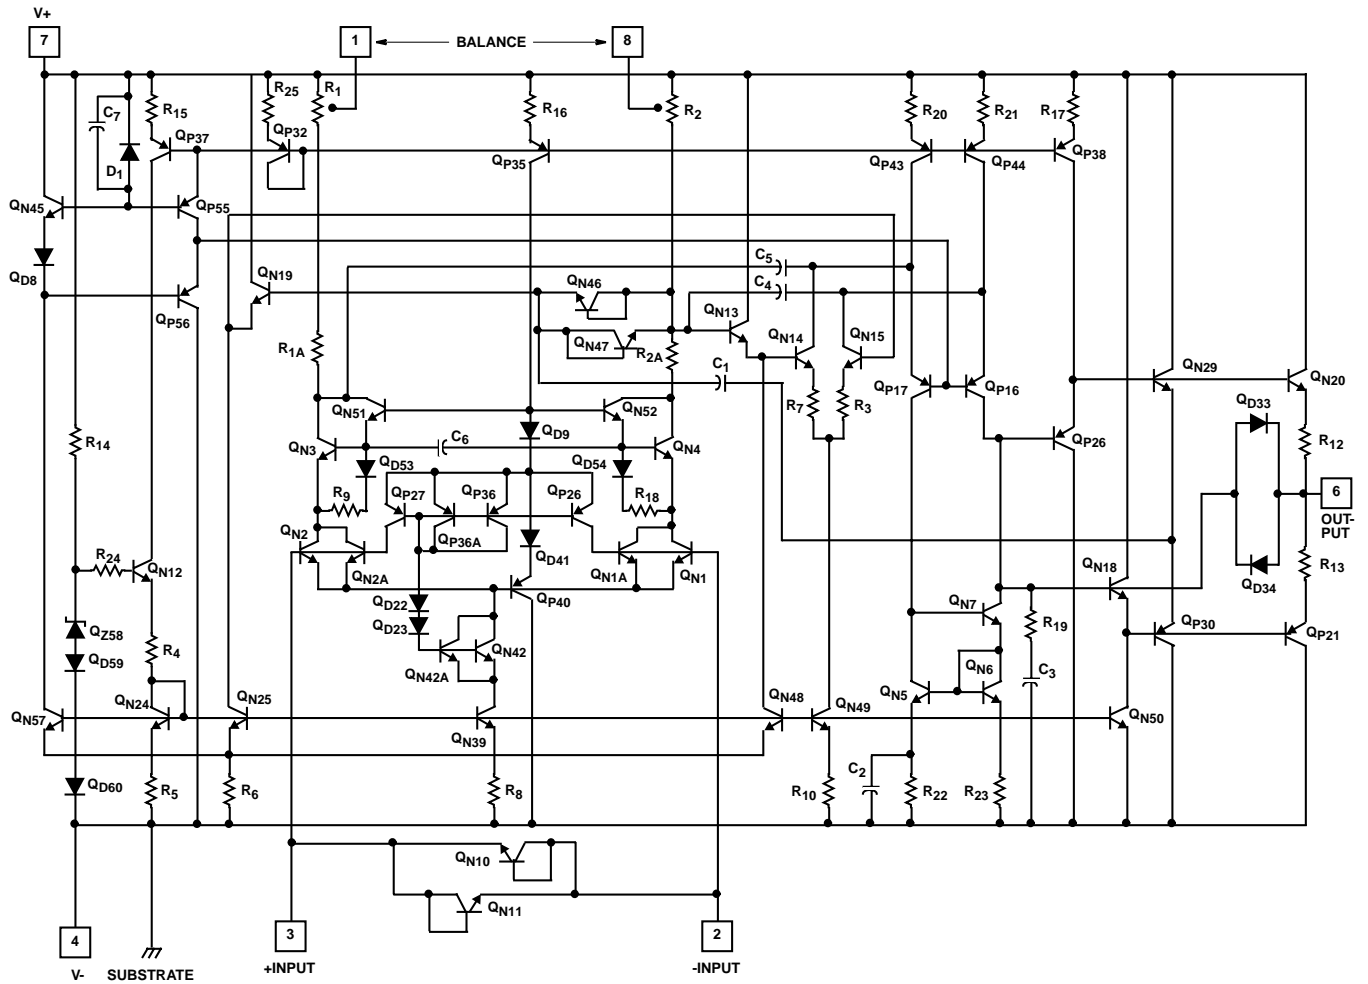 V+
7
1
BALANCE
8
C7
R15
R25
R1
R16
R2
R20
R21
R17
QP37
QP32
D1
QP35
QP43
QP44
QP38
QN45
QP55
QD8
QN19
QN46
C5
C4
QP56
QN13
QN14
QN15
R1A
QN47
R2A
C1
QN29
QN20
QP17
QP16
R7
R3
QD33
QN51
QN52
QD9
R14
QN3
C6
QN4
QP26
R12
QD53
QD54
QP27
QP36
QP26
R9
R18
6
OUT-
PUT
QN2
QP36A
QD41
R24
QN12
QN2A
QN1A
QN1
QN18
R13
QD34
QD22
QP40
QN7
QZ58
QD23
R19
QP30
QP21
QD59
R4
QN42
QN42A
QN6
C3
QN24
QN25
QN5
QN57
QN48
QN49
QN50
QN39
QD60
R5
R6
R8
R10
C2
R22
R23
QN10
QN11
4
3
2
V-
SUBSTRATE
+INPUT
-INPUT